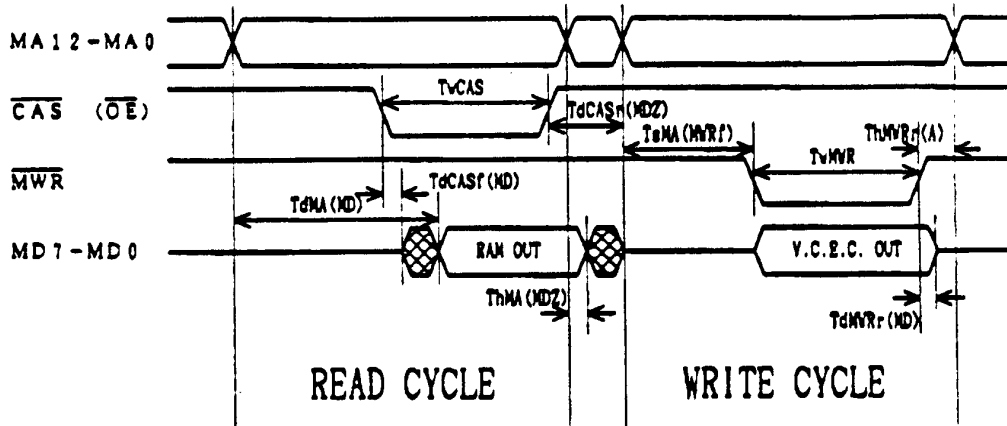 MA12-MA0
TwCAS
CAS (OE)
TdCASr(MDZ)
TsMA(MWRf)
ThMWRr(A)
TwMWR
MWR
TdCASf(MD)
TdMA(MD)
MD7-MD0
RAM OUT
V.C.E.C. OUT
ThMA(MDZ)
TdMWRr(MD)
READ CYCLE
WRITE CYCLE